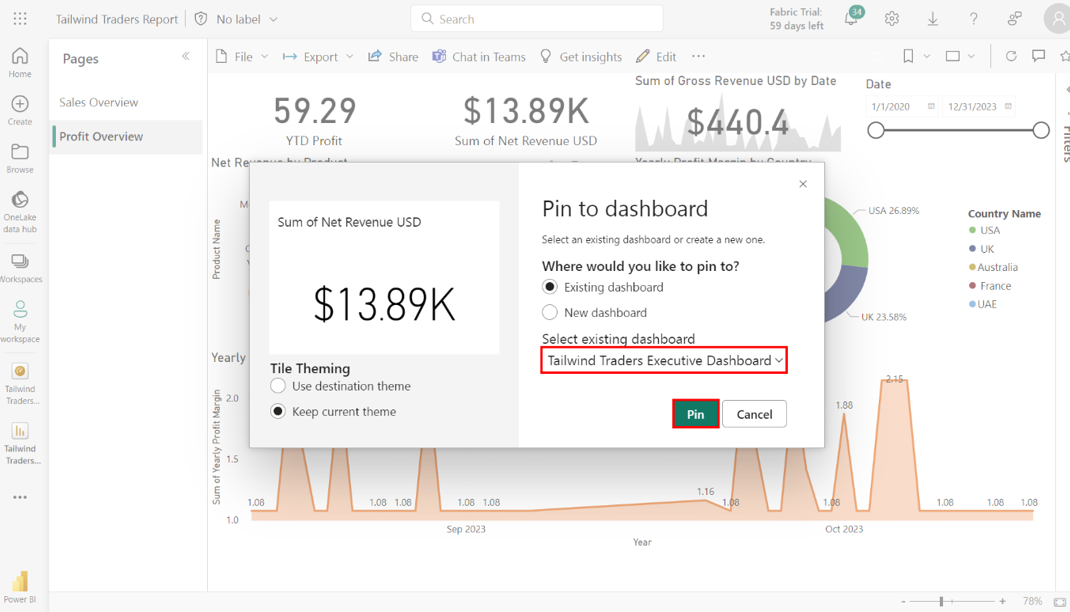 Tailwind Traders Report
No label
Search
Fabric Trial:
59 days left
34
Home
Create
Browse
OneLake
data hub
Workspaces
My
workspace
Tailwind
Traders...
Tailwind
Traders...
Power BI
Pages
Sales Overview
Profit Overview
File
Export
Share
Chat in Teams
Get insights
Edit
59.29
YTD Profit
$13.89K
Sum of Net Revenue USD
Sum of Gross Revenue USD by Date
$440.4
Date
1/1/2020
12/31/2023
Filters
Net Revenue by Product
Yearly Profit Margin by Country
Product Name
USA 26.89%
UK 23.58%
Country Name
USA
UK
Australia
France
UAE
Sum of Net Revenue USD
$13.89K
Tile Theming
Use destination theme
Keep current theme
Pin to dashboard
Select an existing dashboard or create a new one.
Where would you like to pin to?
Existing dashboard
New dashboard
Select existing dashboard
Tailwind Traders Executive Dashboard
Pin
Cancel
Yearly
Sum of Yearly Profit Margin
2.0
1.5
1.0
1.08
1.08
1.08
1.08
1.08
1.16
1.08
1.08
1.88
2.15
1.08
1.08
1.08
Sep 2023
Oct 2023
Year
-
+
78%